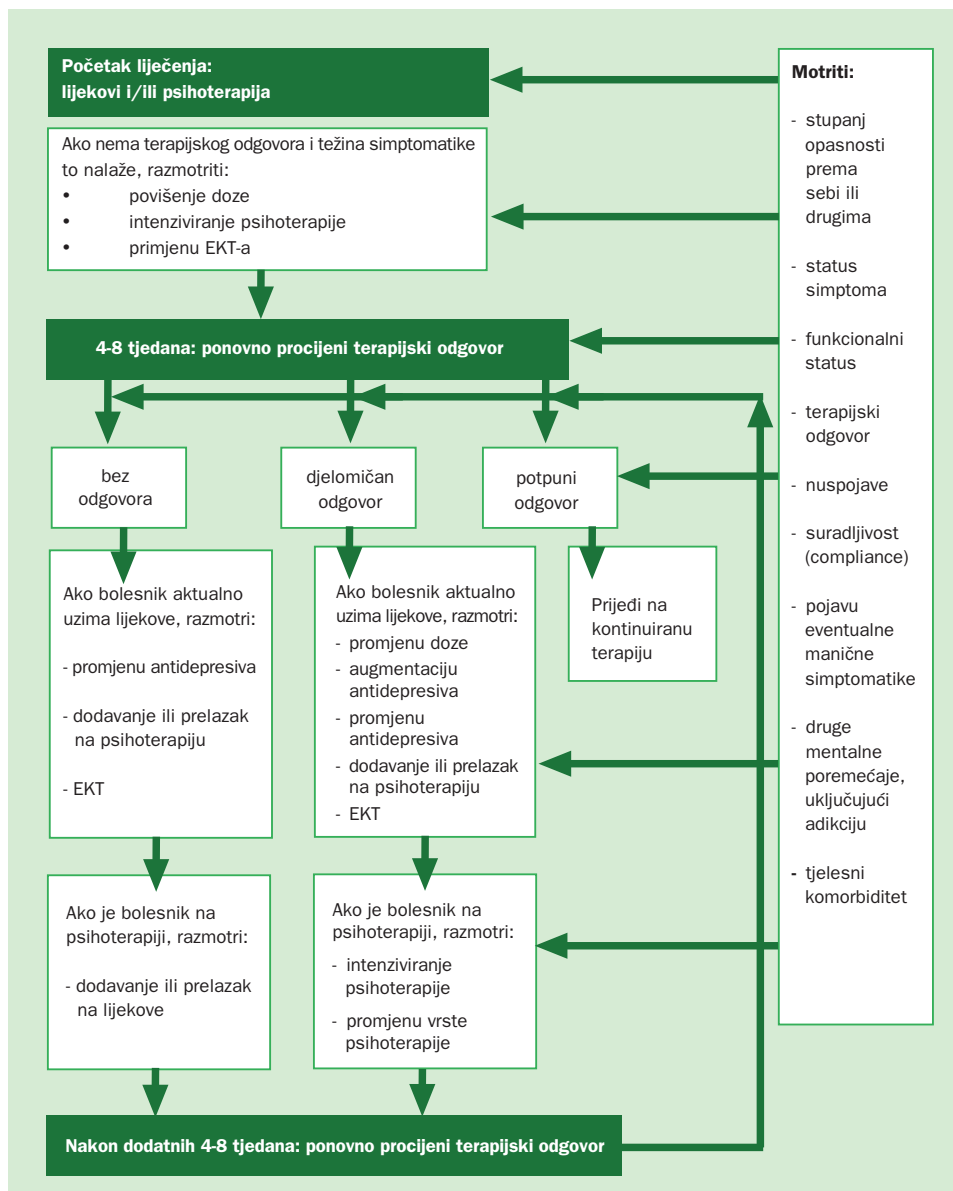 Početak liječenja:
lijekovi i/ili psihoterapija
Ako nema terapijskog odgovora i težina simptomatike
to nalaže, razmotriti:
• povišenje doze
• intenziviranje psihoterapije
• primjenu EKT-a
4-8 tjedana: ponovno procijeni terapijski odgovor
bez
odgovora
djelomičan
odgovor
potpuni
odgovor
Ako bolesnik aktualno
uzima lijekove, razmotri:
- promjenu antidepresiva
- dodavanje ili prelazak
na psihoterapiju
- EKT
Ako bolesnik aktualno
uzima lijekove, razmotri:
- promjenu doze
- augmentaciju
antidepresiva
- promjenu
antidepresiva
- dodavanje ili prelazak
na psihoterapiju
- EKT
Prijeđi na
kontinuiranu
terapiju
Ako je bolesnik na
psihoterapiji, razmotri:
- dodavanje ili prelazak
na lijekove
Ako je bolesnik na
psihoterapiji, razmotri:
- intenziviranje
psihoterapije
- promjenu vrste
psihoterapije
Nakon dodatnih 4-8 tjedana: ponovno procijeni terapijski odgovor
Motriti:
- stupanj
opasnosti
prema
sebi ili
drugima
- status
simptoma
- funkcionalni
status
- terapijski
odgovor
- nuspojave
- suradljivost
(compliance)
- pojavu
eventualne
manične
simptomatike
- druge
mentalne
poremećaje,
uključujući
adikciju
- tjelesni
komorbiditet